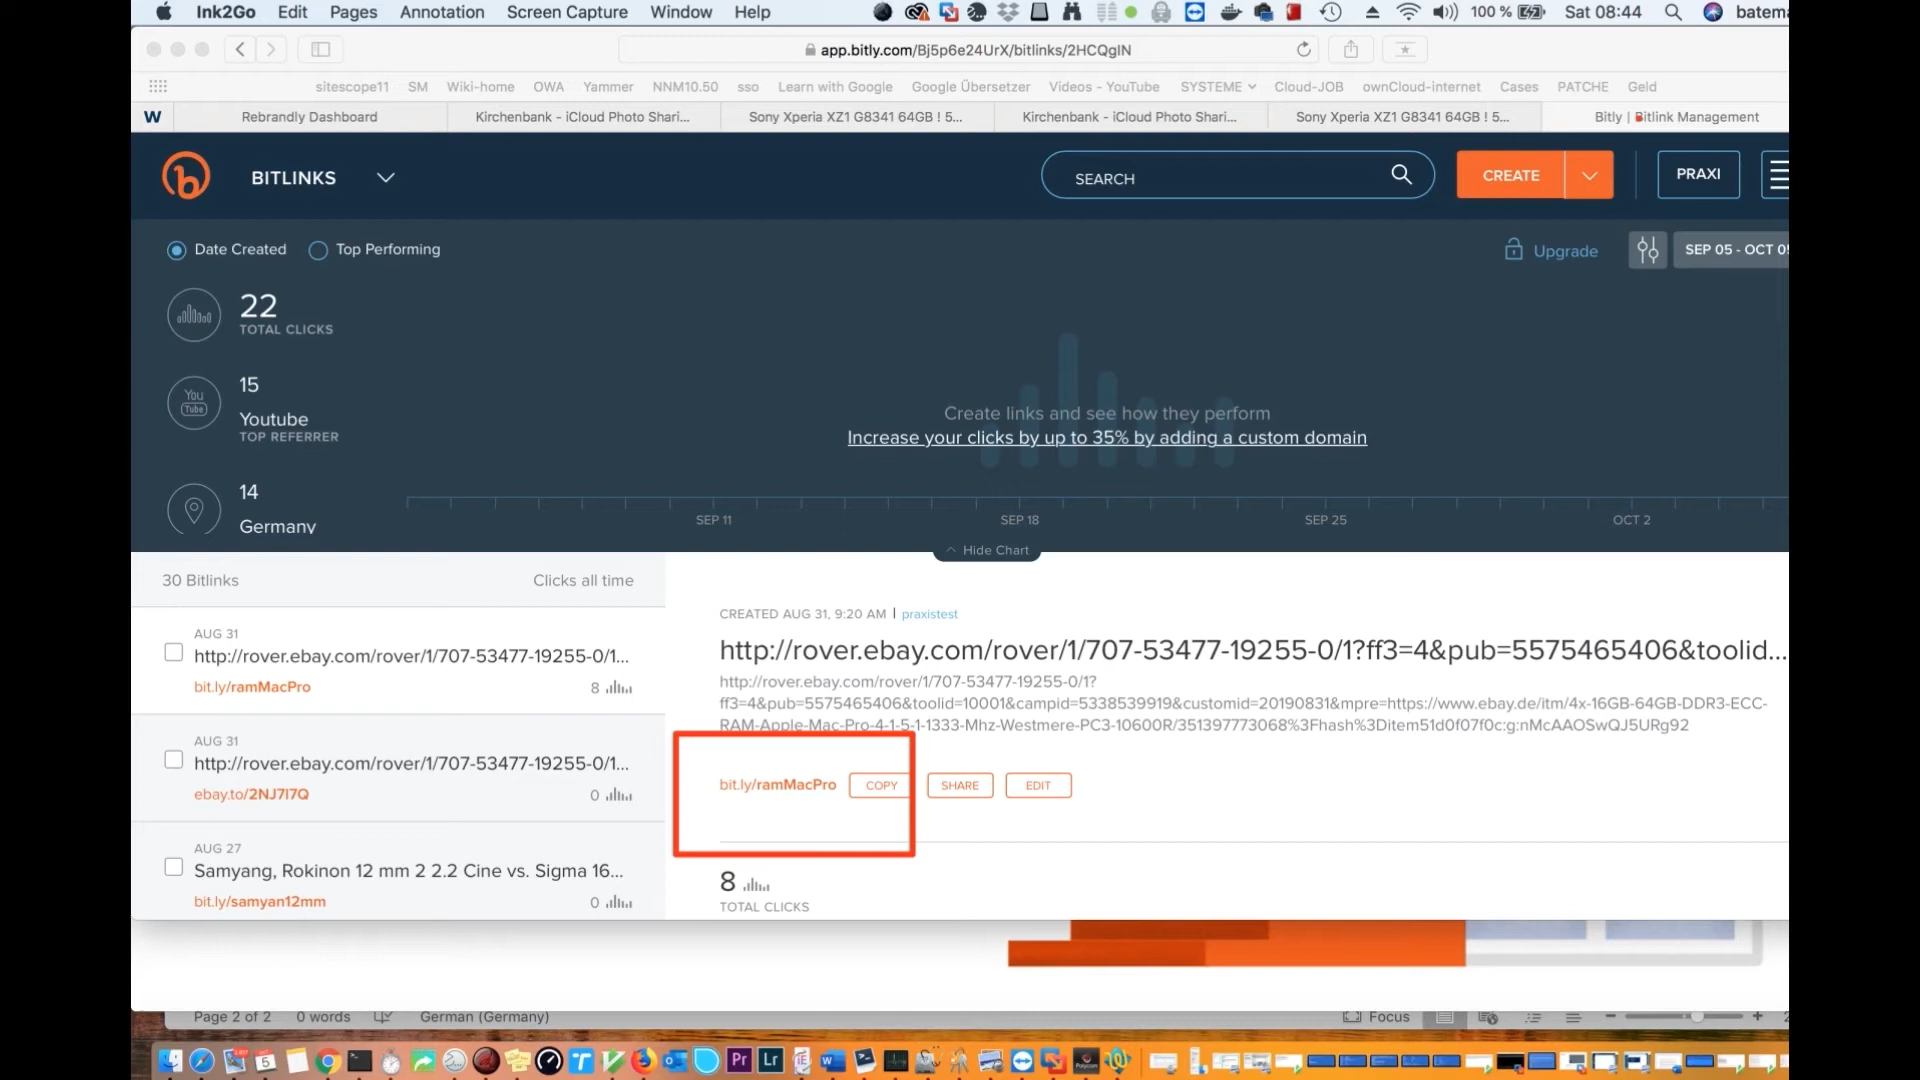 Ink2Go Edit Pages Annotation Screen Capture Window Help 100 % Sat 08:44
app.bitly.com/Bj5p6e24UrX/bitlinks/2HCQgIN
sitescope11 SM Wiki-home OWA Yammer NNM10.50 sso Learn with Google Google Übersetzer Videos - YouTube SYSTEME Cloud-JOB ownCloud-internet Cases PATCHE Geld
W Rebrandly Dashboard Kirchenbank - iCloud Photo Shari... Sony Xperia XZ1 G8341 64GB ! 5... Kirchenbank - iCloud Photo Shari... Sony Xperia XZ1 G8341 64GB ! 5... Bitly | Bitlink Management
b BITLINKS SEARCH CREATE PRAXI
Date Created Top Performing Upgrade SEP 05 - OCT 05
22
TOTAL CLICKS
You Tube
15
Youtube
TOP REFERRER
Create links and see how they perform
Increase your clicks by up to 35% by adding a custom domain
14
Germany
SEP 11 SEP 18 SEP 25 OCT 2
Hide Chart
30 Bitlinks Clicks all time
AUG 31
http://rover.ebay.com/rover/1/707-53477-19255-0/1...
bit.ly/ramMacPro 8
AUG 31
http://rover.ebay.com/rover/1/707-53477-19255-0/1...
ebay.to/2NJ7I7Q 0
AUG 27
Samyang, Rokinon 12 mm 2 2.2 Cine vs. Sigma 16...
bit.ly/samyan12mm 0
CREATED AUG 31, 9:20 AM | praxistest
http://rover.ebay.com/rover/1/707-53477-19255-0/1?ff3=4&pub=5575465406&toolid...
http://rover.ebay.com/rover/1/707-53477-19255-0/1?
ff3=4&pub=5575465406&toolid=10001&campid=5338539919&customid=20190831&mpre=https://www.ebay.de/itm/4x-16GB-64GB-DDR3-ECC-
RAM-Apple-Mac-Pro-4-1-5-1-1333-Mhz-Westmere-PC3-10600R/351397773068%3Fhash%3Ditem51d0f07f0c:g:nMcAAOSwQJ5URg92
bit.ly/ramMacPro COPY SHARE EDIT
8
TOTAL CLICKS
Page 2 of 2 0 words German (Germany) Focus
5 Pr Lr